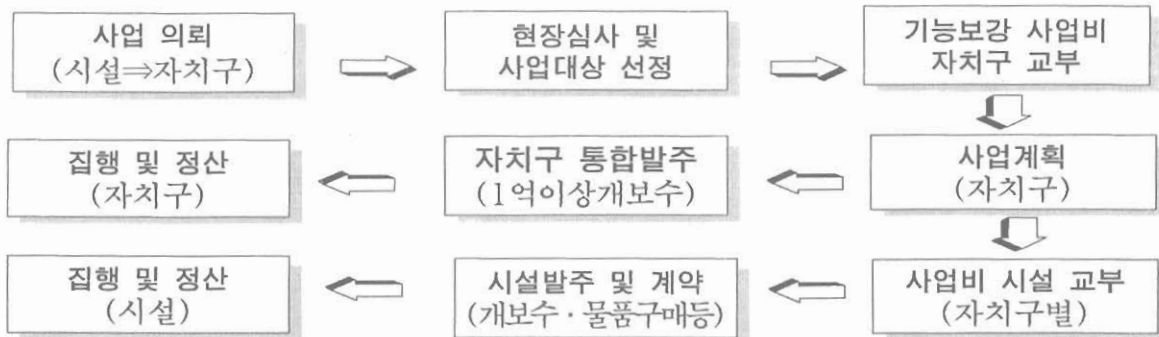 사업 의뢰
(시설⇒자치구)
현장심사 및
사업대상 선정
기능보강 사업비
자치구 교부
집행 및 정산
(자치구)
자치구 통합발주
(1억이상개보수)
사업계획
(자치구)
집행 및 정산
(시설)
시설발주 및 계약
(개보수 · 물품구매등)
사업비 시설 교부
(자치구별)